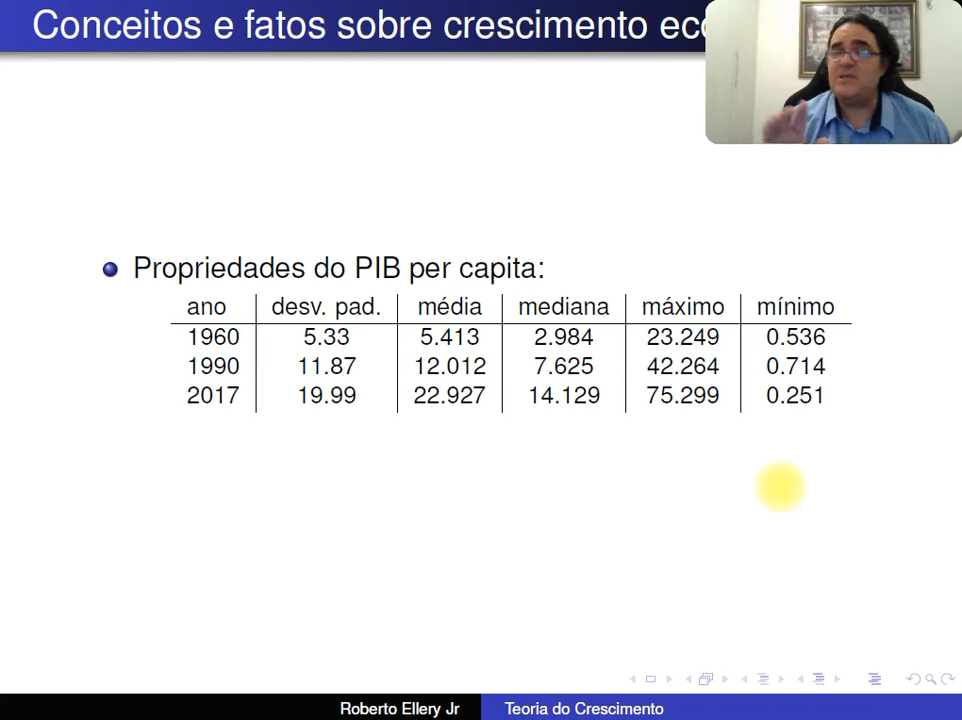 Conceitos e fatos sobre crescimento eco
Propriedades do PIB per capita:
ano desv. pad. média mediana máximo mínimo
1960 5.33 5.413 2.984 23.249 0.536
1990 11.87 12.012 7.625 42.264 0.714
2017 19.99 22.927 14.129 75.299 0.251
Roberto Ellery Jr Teoria do Crescimento